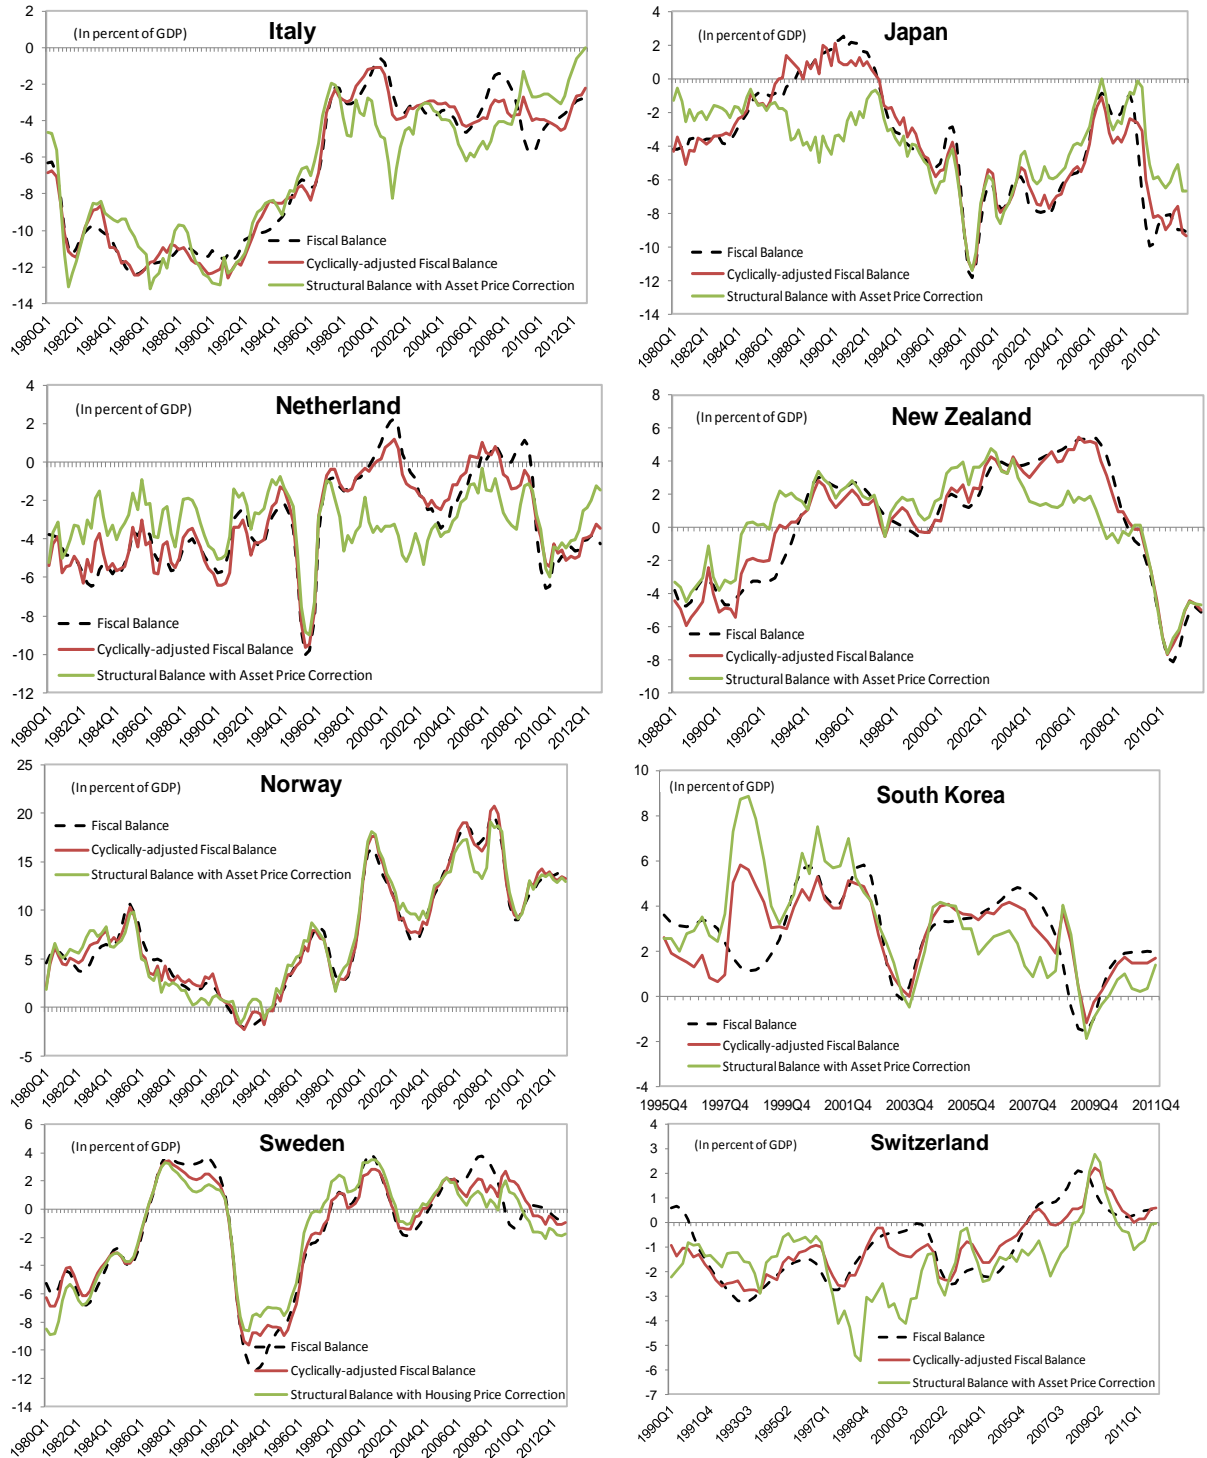 Italy
(In percent of GDP)
2
0
-2
-4
-6
-8
-10
-12
-14
Fiscal Balance
Cyclically-adjusted Fiscal Balance
Structural Balance with Asset Price Correction
1980Q1
1982Q1
1984Q1
1986Q1
1988Q1
1990Q1
1992Q1
1994Q1
1996Q1
1998Q1
2000Q1
2002Q1
2004Q1
2006Q1
2008Q1
2010Q1
2012Q1
Japan
(In percent of GDP)
4
2
0
-2
-4
-6
-8
-10
-12
-14
Fiscal Balance
Cyclically-adjusted Fiscal Balance
Structural Balance with Asset Price Correction
1980Q1
1982Q1
1984Q1
1986Q1
1988Q1
1990Q1
1992Q1
1994Q1
1996Q1
1998Q1
2000Q1
2002Q1
2004Q1
2006Q1
2008Q1
2010Q1
Netherland
(In percent of GDP)
4
2
0
-2
-4
-6
-8
-10
-12
Fiscal Balance
Cyclically-adjusted Fiscal Balance
Structural Balance with Asset Price Correction
1980Q1
1982Q1
1984Q1
1986Q1
1988Q1
1990Q1
1992Q1
1994Q1
1996Q1
1998Q1
2000Q1
2002Q1
2004Q1
2006Q1
2008Q1
2010Q1
2012Q1
New Zealand
(In percent of GDP)
8
6
4
2
0
-2
-4
-6
-8
-10
Fiscal Balance
Cyclically-adjusted Fiscal Balance
Structural Balance with Asset Price Correction
1988Q1
1990Q1
1992Q1
1994Q1
1996Q1
1998Q1
2000Q1
2002Q1
2004Q1
2006Q1
2008Q1
2010Q1
Norway
(In percent of GDP)
25
20
15
10
5
0
-5
Fiscal Balance
Cyclically-adjusted Fiscal Balance
Structural Balance with Asset Price Correction
1980Q1
1982Q1
1984Q1
1986Q1
1988Q1
1990Q1
1992Q1
1994Q1
1996Q1
1998Q1
2000Q1
2002Q1
2004Q1
2006Q1
2008Q1
2010Q1
2012Q1
South Korea
(In percent of GDP)
10
8
6
4
2
0
-2
-4
Fiscal Balance
Cyclically-adjusted Fiscal Balance
Structural Balance with Asset Price Correction
1995Q4 1997Q4 1999Q4 2001Q4 2003Q4 2005Q4 2007Q4 2009Q4 2011Q4
Sweden
(In percent of GDP)
6
4
2
0
-2
-4
-6
-8
-10
-12
-14
Fiscal Balance
Cyclically-adjusted Fiscal Balance
Structural Balance with Housing Price Correction
1980Q1
1982Q1
1984Q1
1986Q1
1988Q1
1990Q1
1992Q1
1994Q1
1996Q1
1998Q1
2000Q1
2002Q1
2004Q1
2006Q1
2008Q1
2010Q1
2012Q1
Switzerland
(In percent of GDP)
4
3
2
1
0
-1
-2
-3
-4
-5
-6
-7
Fiscal Balance
Cyclically-adjusted Fiscal Balance
Structural Balance with Asset Price Correction
1990Q1
1991Q4
1993Q3
1995Q2
1997Q1
1998Q4
2000Q3
2002Q2
2004Q1
2005Q4
2007Q3
2009Q2
2011Q1